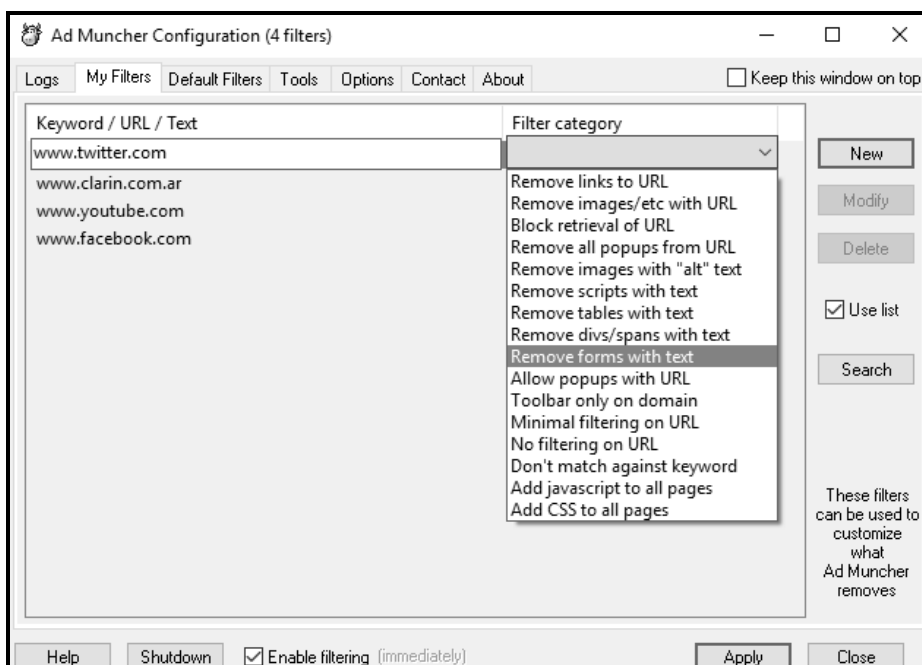 Ad Muncher Configuration (4 filters)
Logs My Filters Default Filters Tools Options Contact About Keep this window on top
Keyword / URL / Text Filter category
www.twitter.com
www.clarin.com.ar
www.youtube.com
www.facebook.com
Remove links to URL
Remove images/etc with URL
Block retrieval of URL
Remove all popups from URL
Remove images with "alt" text
Remove scripts with text
Remove tables with text
Remove divs/spans with text
Remove forms with text
Allow popups with URL
Toolbar only on domain
Minimal filtering on URL
No filtering on URL
Don't match against keyword
Add javascript to all pages
Add CSS to all pages
New
Modify
Delete
Use list
Search
These filters
can be used to
customize
what
Ad Muncher
removes
Help Shutdown Enable filtering (immediately) Apply Close